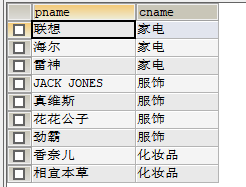 pname cname
联想 家电
海尔 家电
雷神 家电
JACK JONES 服饰
真维斯 服饰
花花公子 服饰
劲霸 服饰
香奈儿 化妆品
相宜本草 化妆品